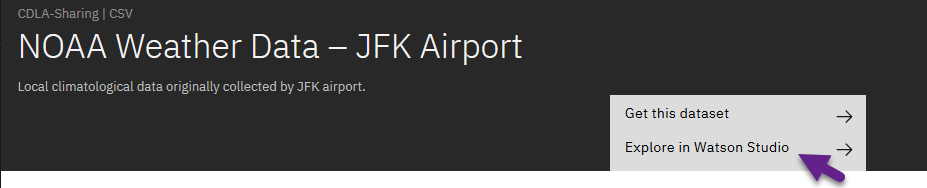 CDLA-Sharing | CSV
NOAA Weather Data – JFK Airport
Local climatological data originally collected by JFK airport.
Get this dataset
Explore in Watson Studio